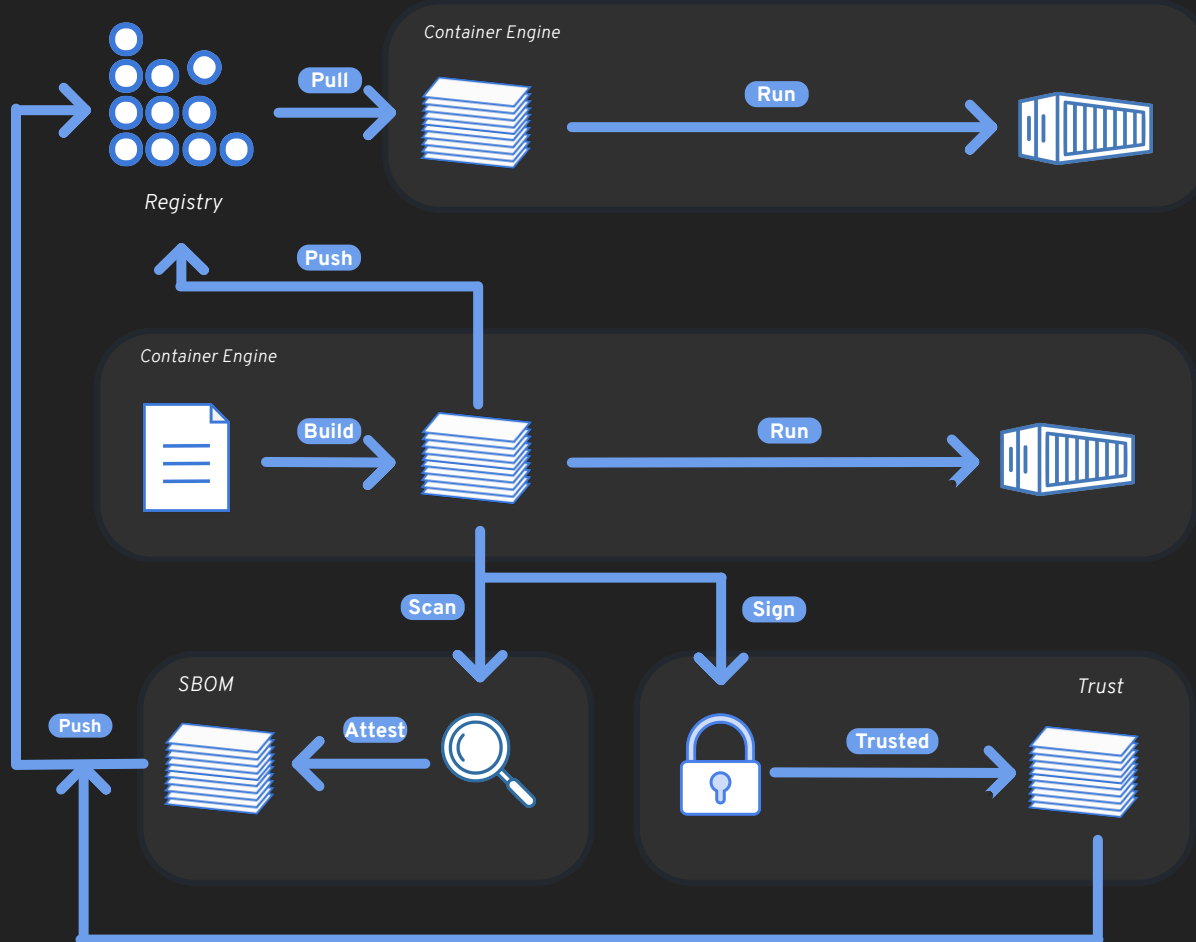 Container Engine
Pull
Run
Registry
Push
Container Engine
Build
Run
Scan
Sign
SBOM
Trust
Push
Attest
Trusted